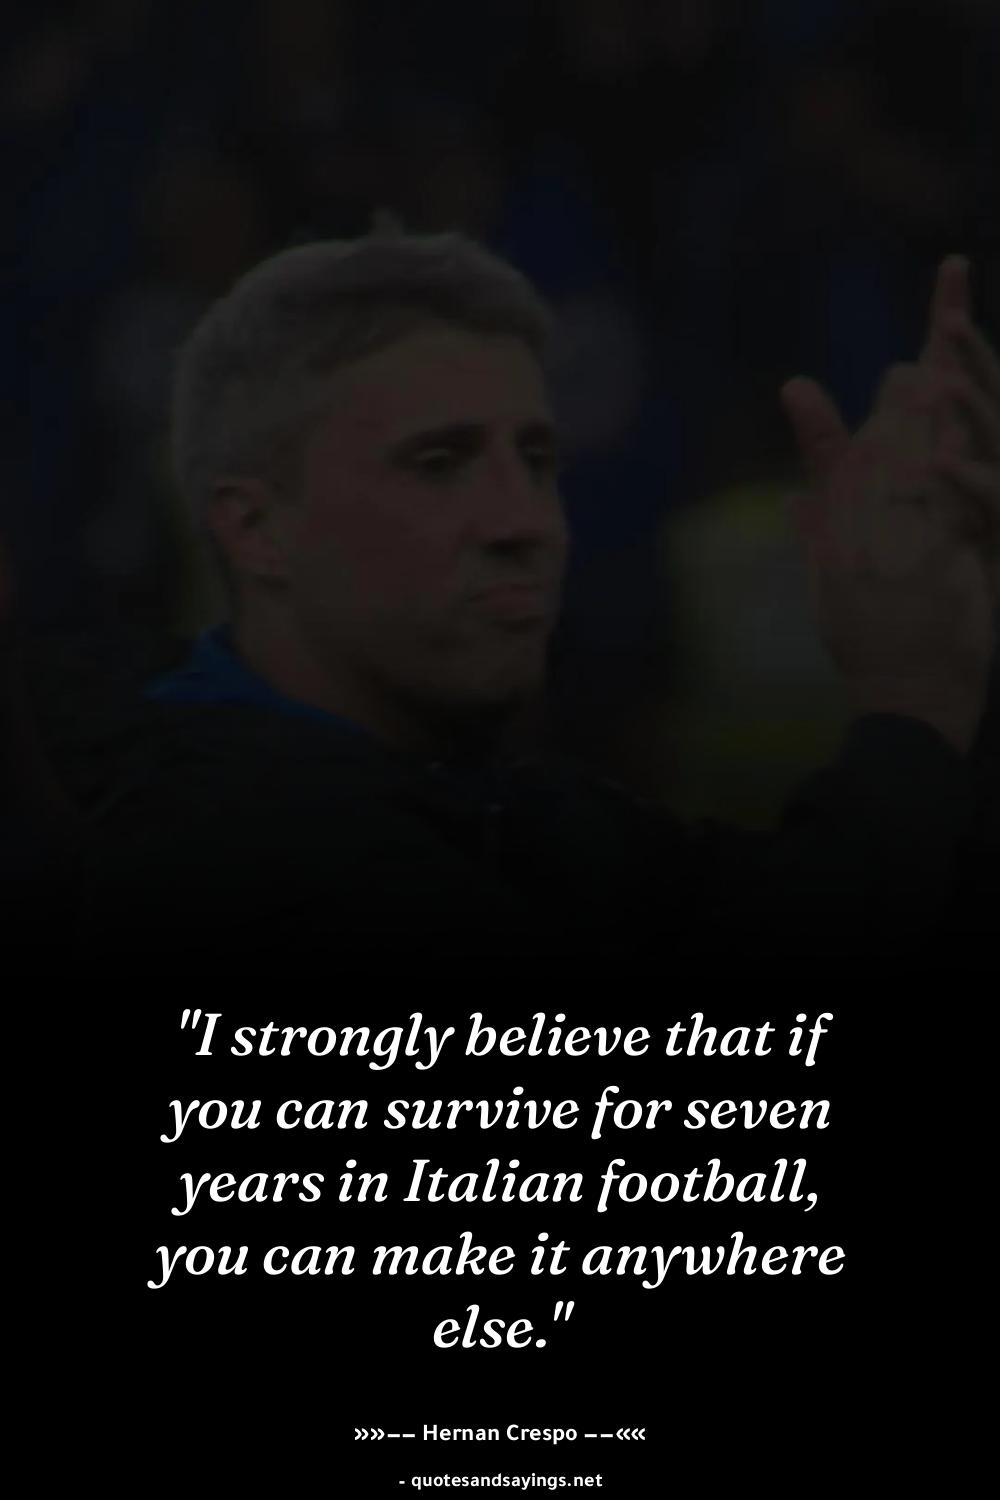 "I strongly believe that if
you can survive for seven
years in Italian football,
you can make it anywhere
else."
»»−− Hernan Crespo −−««
- quotesandsayings.net